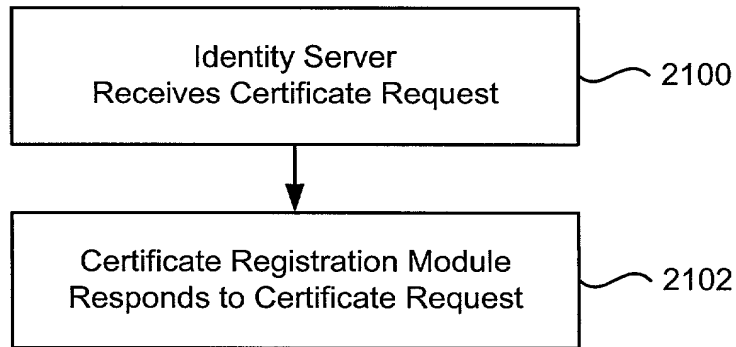 Identity Server
Receives Certificate Request
2100
Certificate Registration Module
Responds to Certificate Request
2102